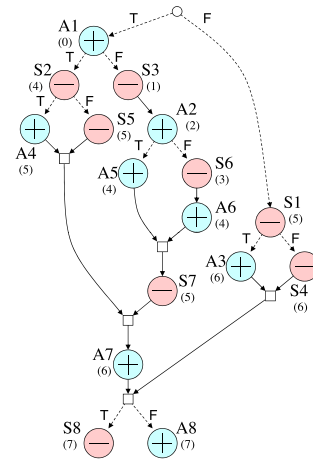 T F
A1
(0)
T F
S2 S3
(4) (1)
T F
S5 A2
(5) (2)
A4 T F
(5) A5 S6
(4) (3)
A6 S1
(4) (5)
T F
A3
(6) S4
(6)
S7
(5)
A7
(6)
T F
S8 A8
(7) (7)